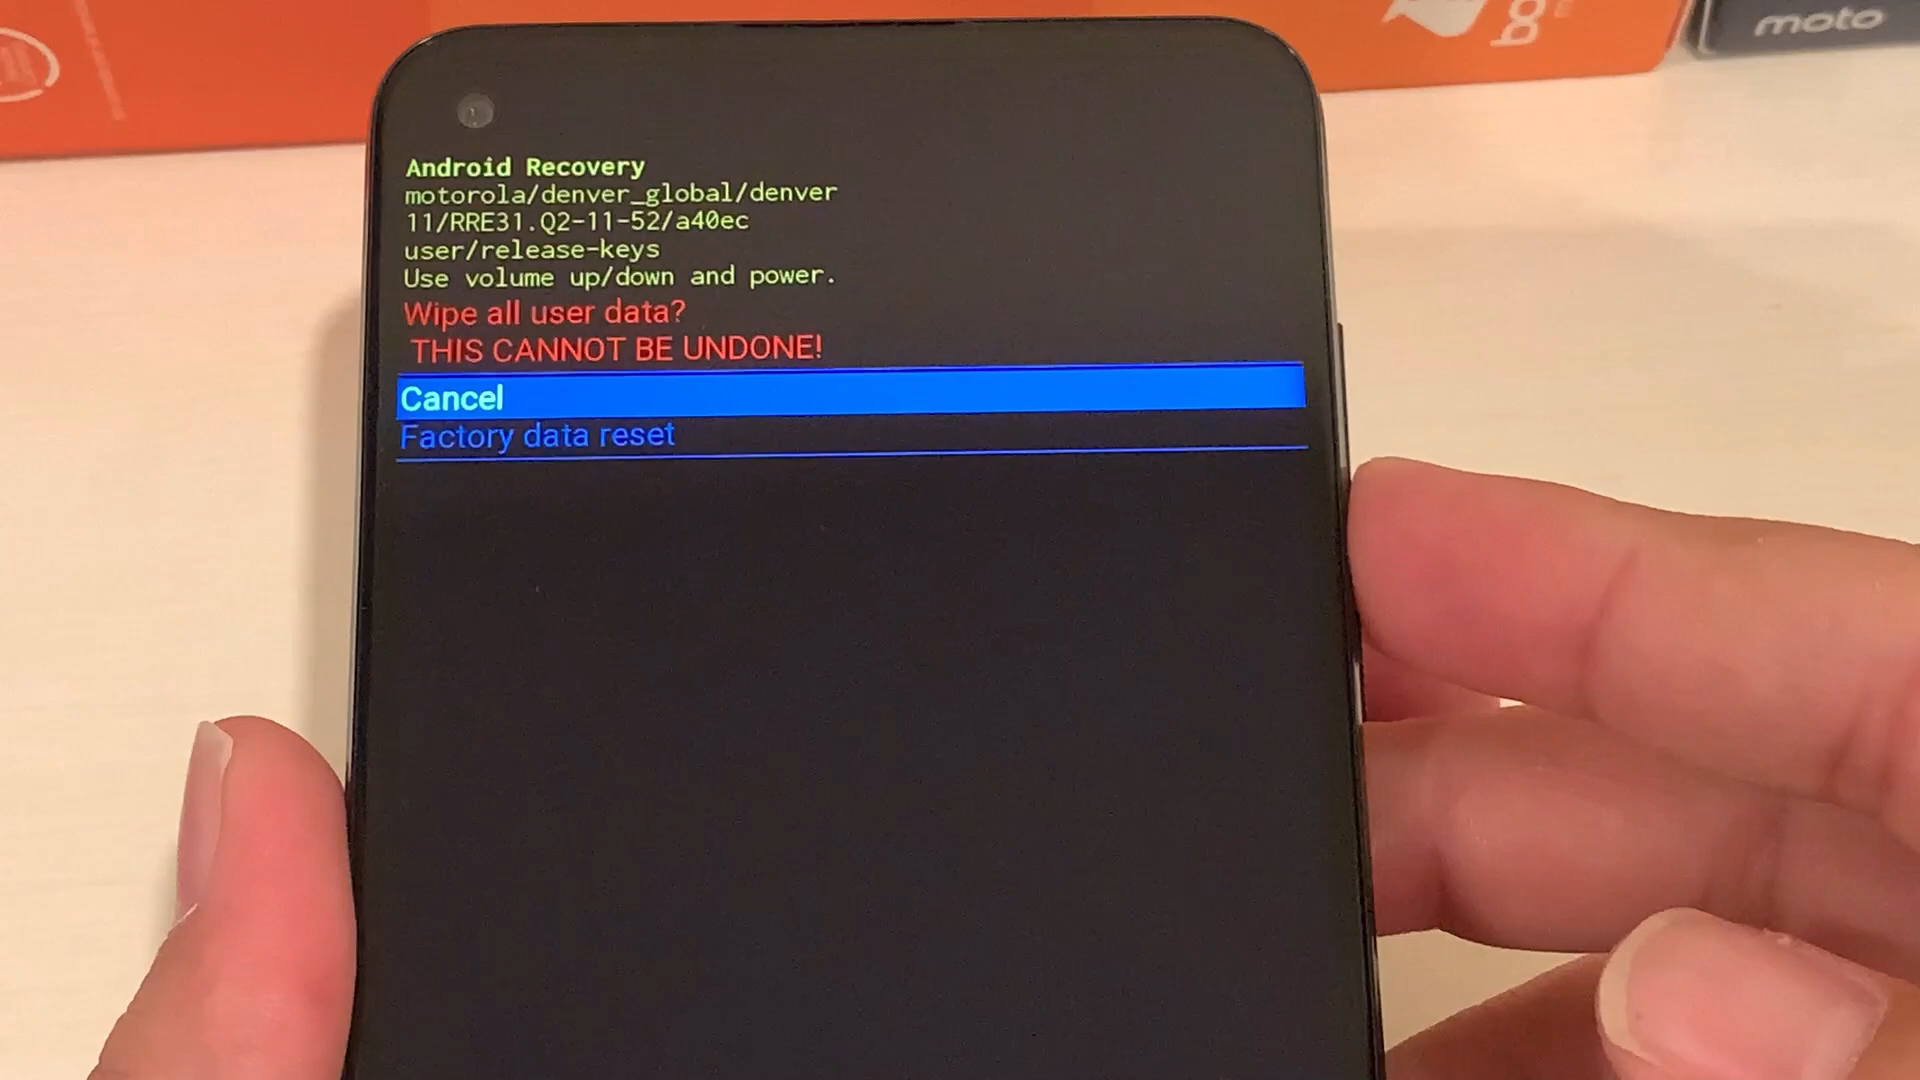 moto
Android Recovery
motorola/denver_global/denver
11/RRE31.Q2-11-52/a40ec
user/release-keys
Use volume up/down and power.
Wipe all user data?
THIS CANNOT BE UNDONE!
Cancel
Factory data reset